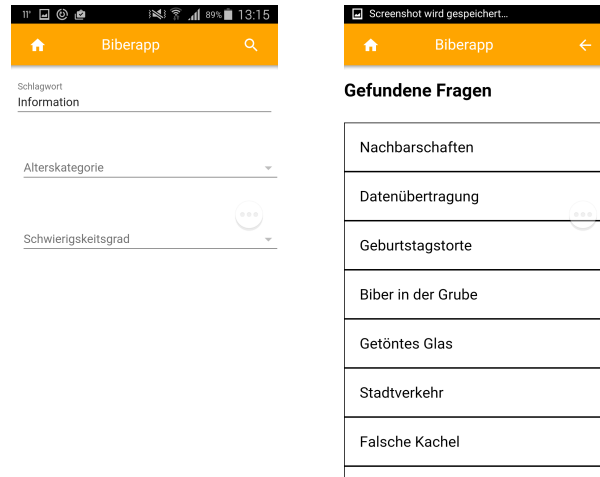 11° 89% 13:15
Biberapp
Schlagwort
Information
Alterskategorie
Schwierigskeitsgrad
Screenshot wird gespeichert...
Biberapp
Gefundene Fragen
Nachbarschaften
Datenübertragung
Geburtstagstorte
Biber in der Grube
Getöntes Glas
Stadtverkehr
Falsche Kachel